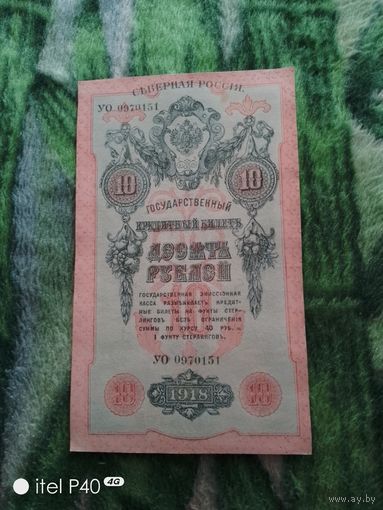 СѢВЕРНАЯ РОССІЯ.
УО 0970151
10 10
ГОСУДАРСТВЕННЫЙ
КРЕДИТНЫЙ БИЛЕТЪ
ДЕСЯТЬ
РУБЛЕЙ
ГОСУДАРСТВЕННАЯ ЭМИССІОННАЯ
КАССА РАЗМѢНИВАЕТЪ КРЕДИТ-
НЫЕ БИЛЕТЫ НА ФУНТЫ СТЕР-
ЛИНГОВЪ БЕЗЪ ОГРАНИЧЕНІЯ
СУММЫ ПО КУРСУ 40 РУБ. =
1 ФУНТУ СТЕРЛИНГОВЪ.
УО 0970151
10 1918 10
itel P40 4G
www.ay.by